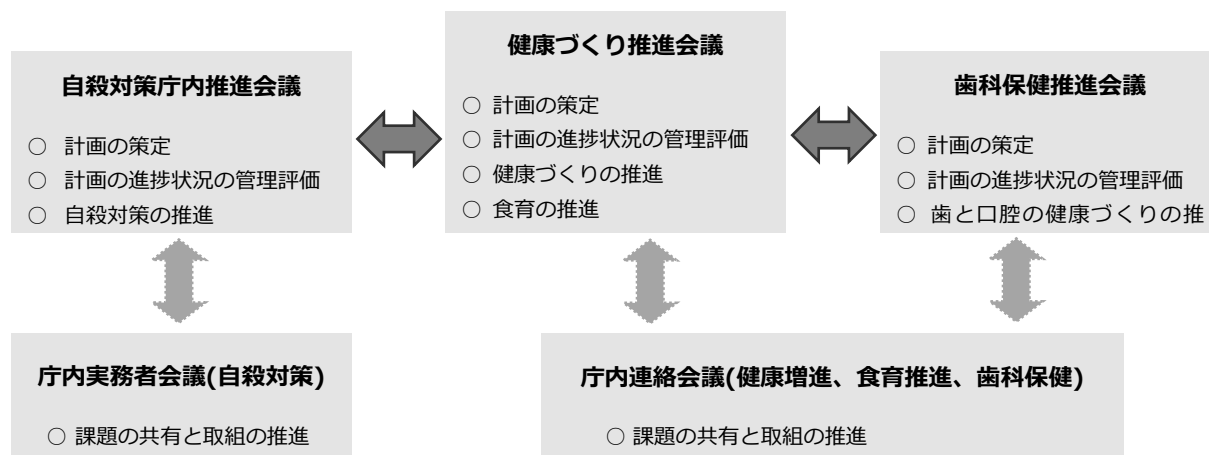 自殺対策庁内推進会議
○ 計画の策定
○ 計画の進捗状況の管理評価
○ 自殺対策の推進
健康づくり推進会議
○ 計画の策定
○ 計画の進捗状況の管理評価
○ 健康づくりの推進
○ 食育の推進
歯科保健推進会議
○ 計画の策定
○ 計画の進捗状況の管理評価
○ 歯と口腔の健康づくりの推
庁内実務者会議(自殺対策)
○ 課題の共有と取組の推進
庁内連絡会議(健康増進、食育推進、歯科保健)
○ 課題の共有と取組の推進